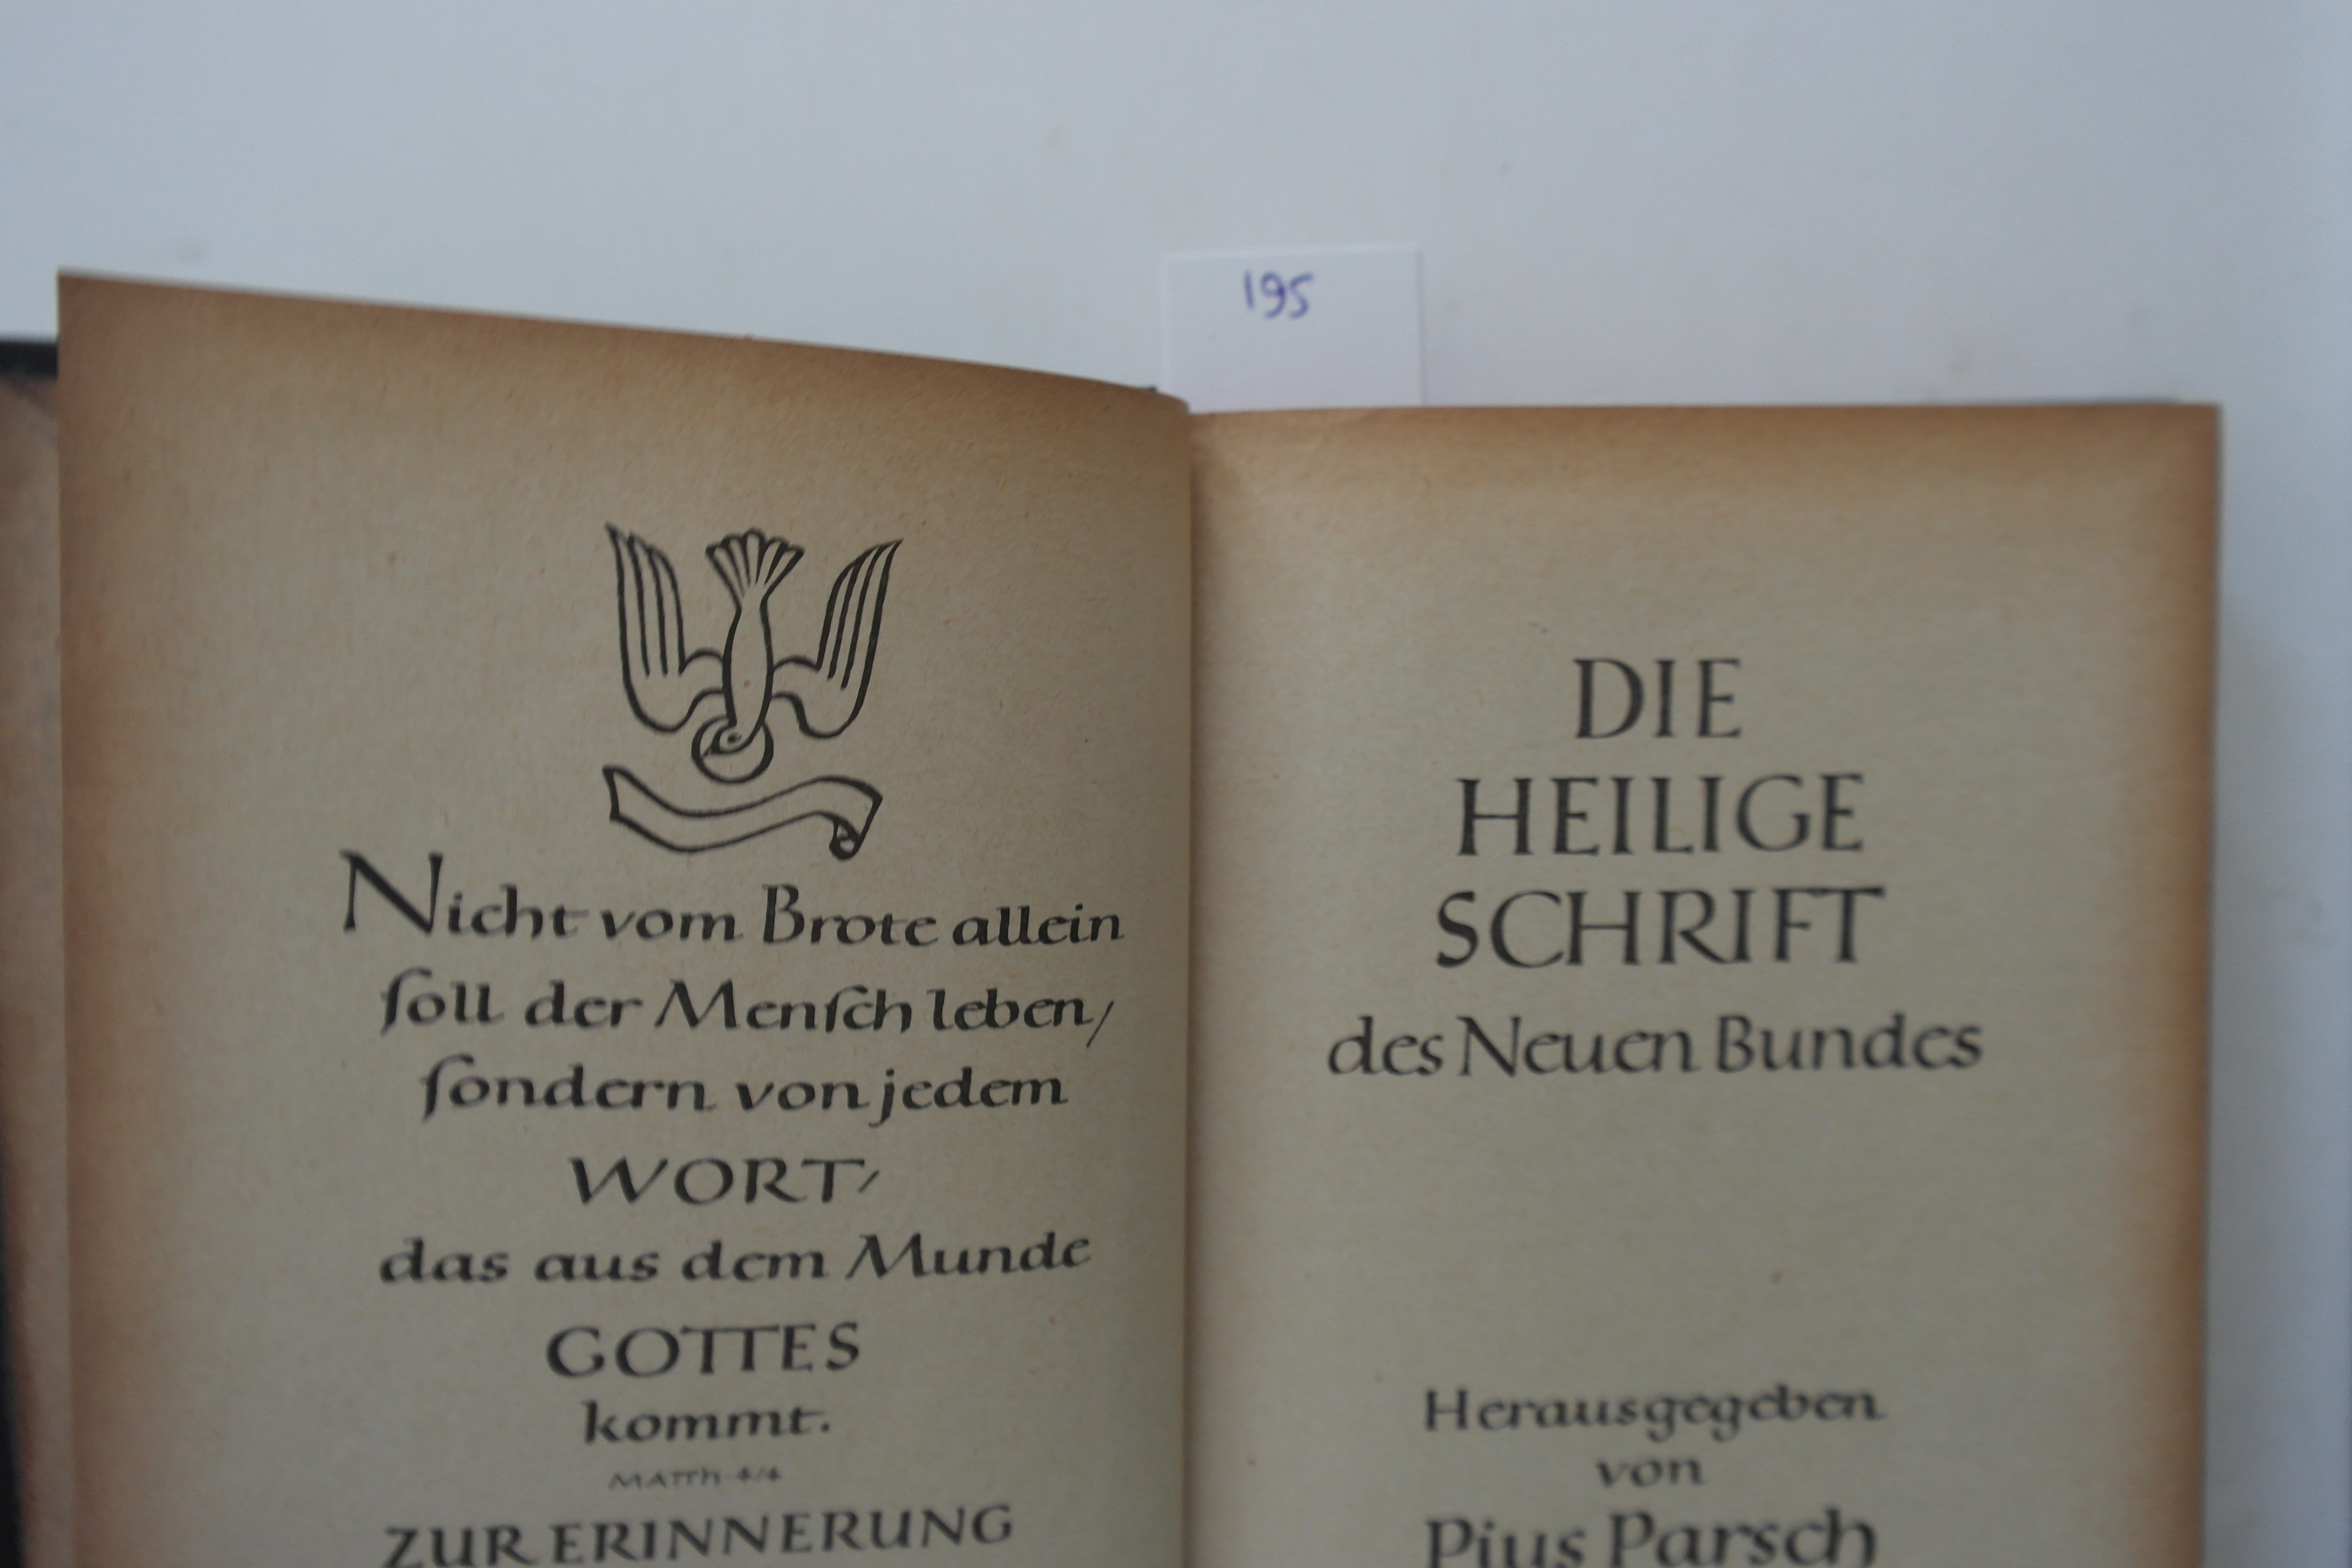 195
Nicht vom Brote allein
ſoll der Menſch leben/
ſondern von jedem
WORT/
das aus dem Munde
GOTTES
kommt.
MATTh·4/4
ZUR ERINNERUNG
DIE
HEILIGE
SCHRIFT
des Neuen Bundes
Herausgegeben
von
Pius Parsch